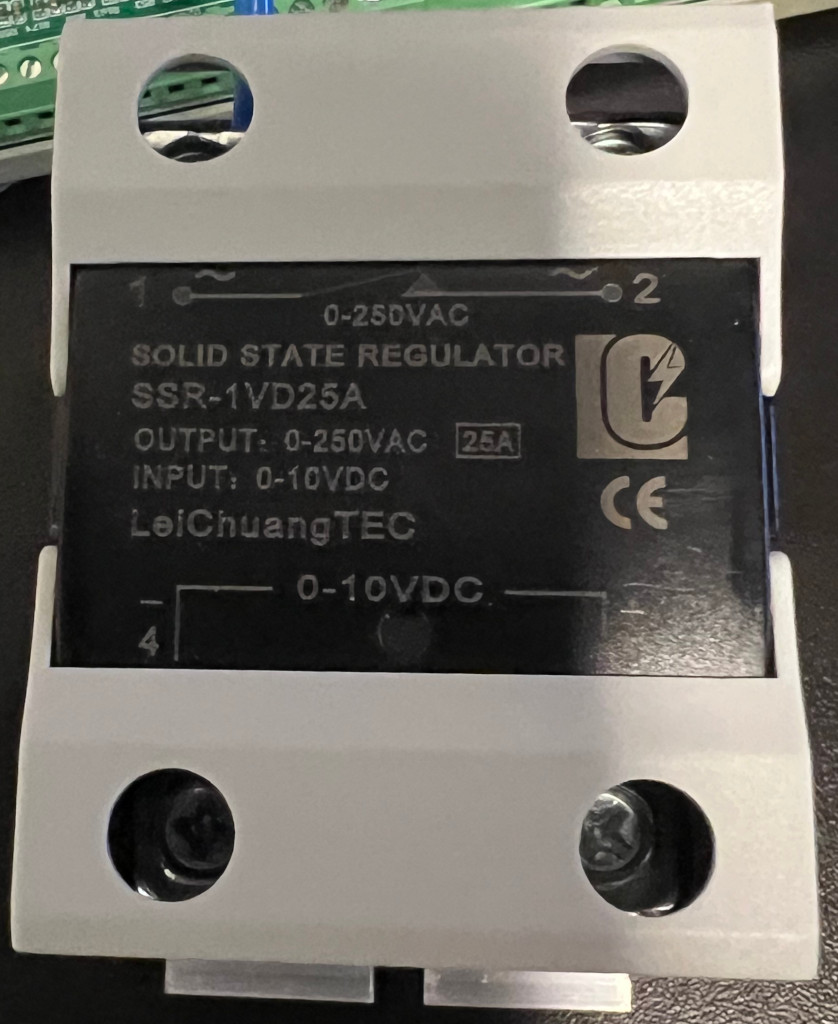 1 ~ ~ 2
0-250VAC
SOLID STATE REGULATOR
SSR-1VD25A
OUTPUT: 0-250VAC 25A
INPUT: 0-10VDC
LeiChuangTEC
LC
CE
0-10VDC
4